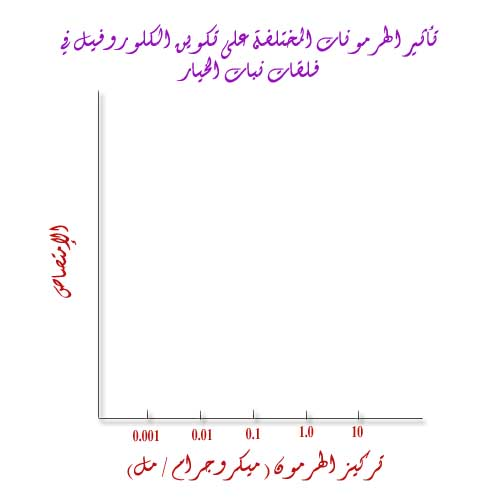 تأثير الهرمونات المختلفة على تكوين الكلوروفيل في
فلقات نبات الخيار
الإمتصاص
0.001 0.01 0.1 1.0 10
تركيز الهرمون (ميكروجرام / مل)